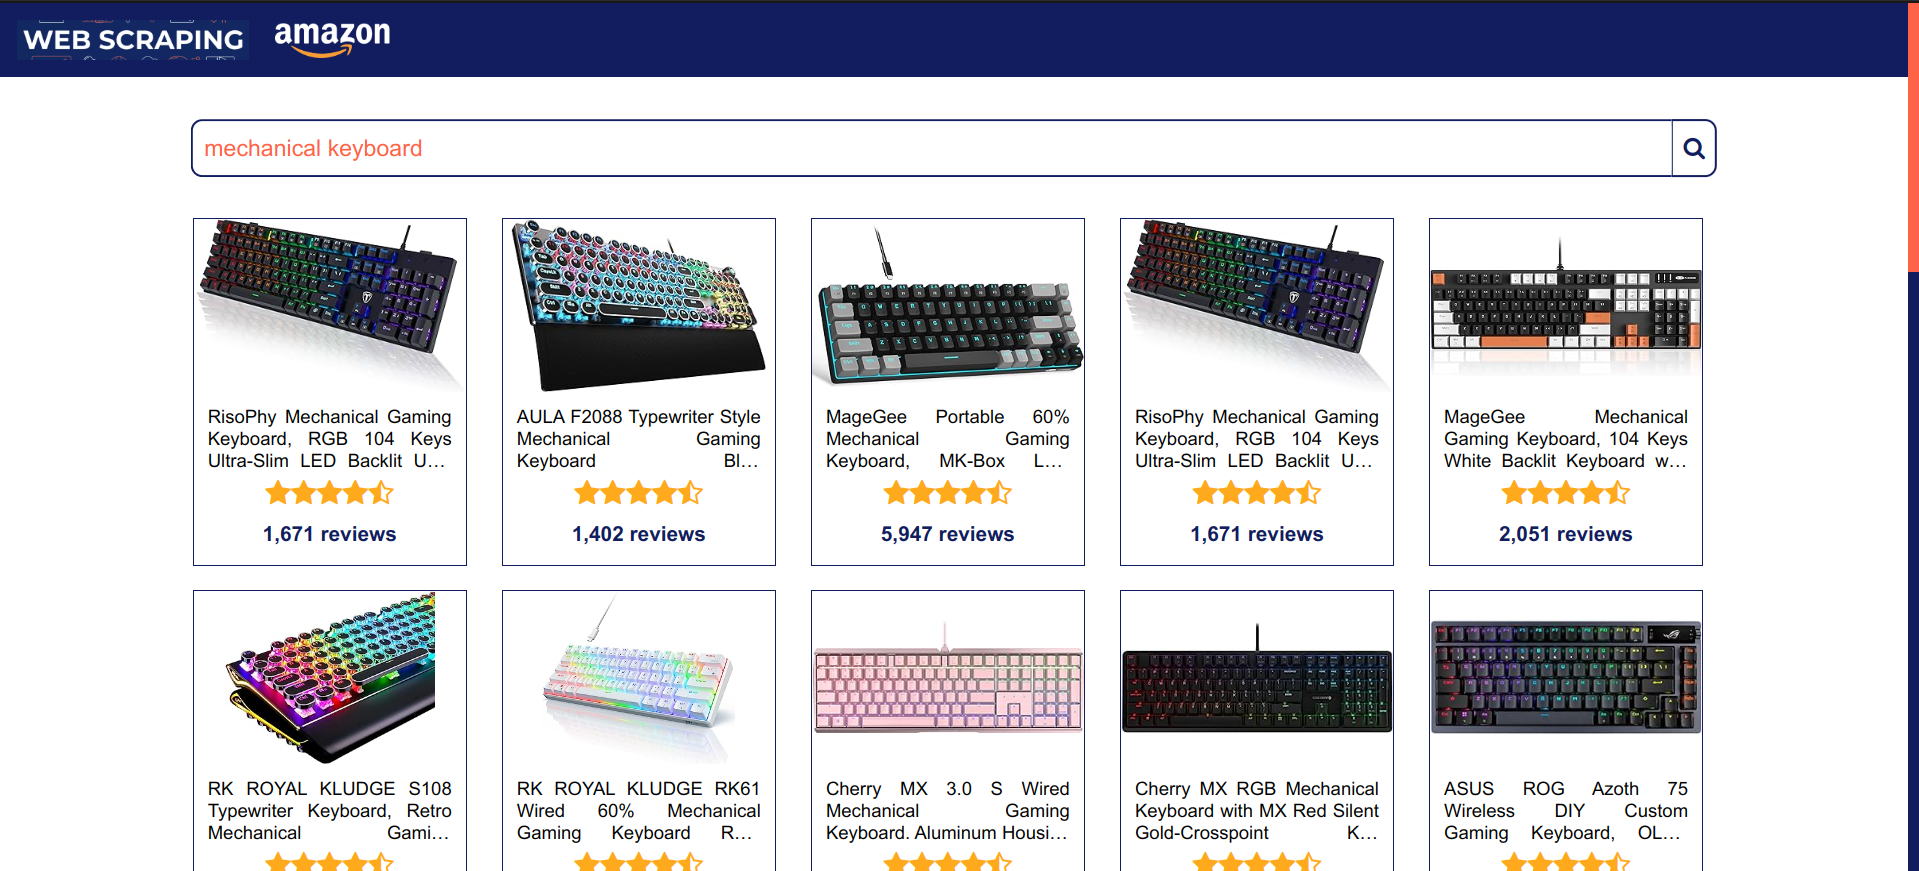 WEB SCRAPING
amazon
mechanical keyboard
RisoPhy Mechanical Gaming
Keyboard, RGB 104 Keys
Ultra-Slim LED Backlit U...
1,671 reviews
AULA F2088 Typewriter Style
Mechanical Gaming
Keyboard Bl...
1,402 reviews
MageGee Portable 60%
Mechanical Gaming
Keyboard, MK-Box L...
5,947 reviews
RisoPhy Mechanical Gaming
Keyboard, RGB 104 Keys
Ultra-Slim LED Backlit U...
1,671 reviews
MageGee Mechanical
Gaming Keyboard, 104 Keys
White Backlit Keyboard w...
2,051 reviews
RK ROYAL KLUDGE S108
Typewriter Keyboard, Retro
Mechanical Gami...
RK ROYAL KLUDGE RK61
Wired 60% Mechanical
Gaming Keyboard R...
Cherry MX 3.0 S Wired
Mechanical Gaming
Keyboard. Aluminum Housi...
Cherry MX RGB Mechanical
Keyboard with MX Red Silent
Gold-Crosspoint K...
ASUS ROG Azoth 75
Wireless DIY Custom
Gaming Keyboard, OL...